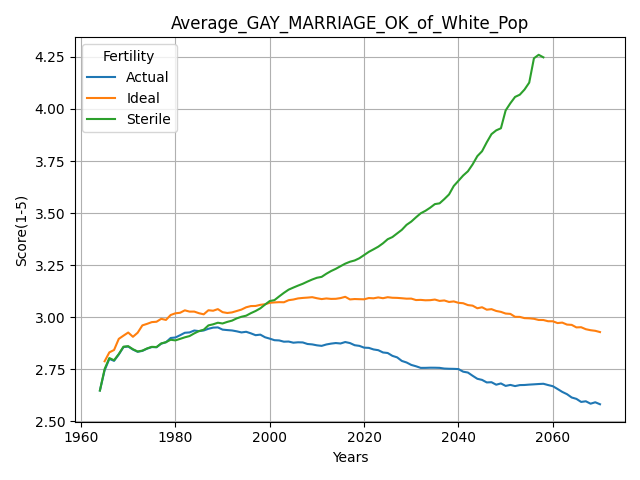 Average_GAY_MARRIAGE_OK_of_White_Pop
Fertility
Actual
Ideal
Sterile
Score(1-5)
4.25
4.00
3.75
3.50
3.25
3.00
2.75
2.50
1960
1980
2000
2020
2040
2060
Years